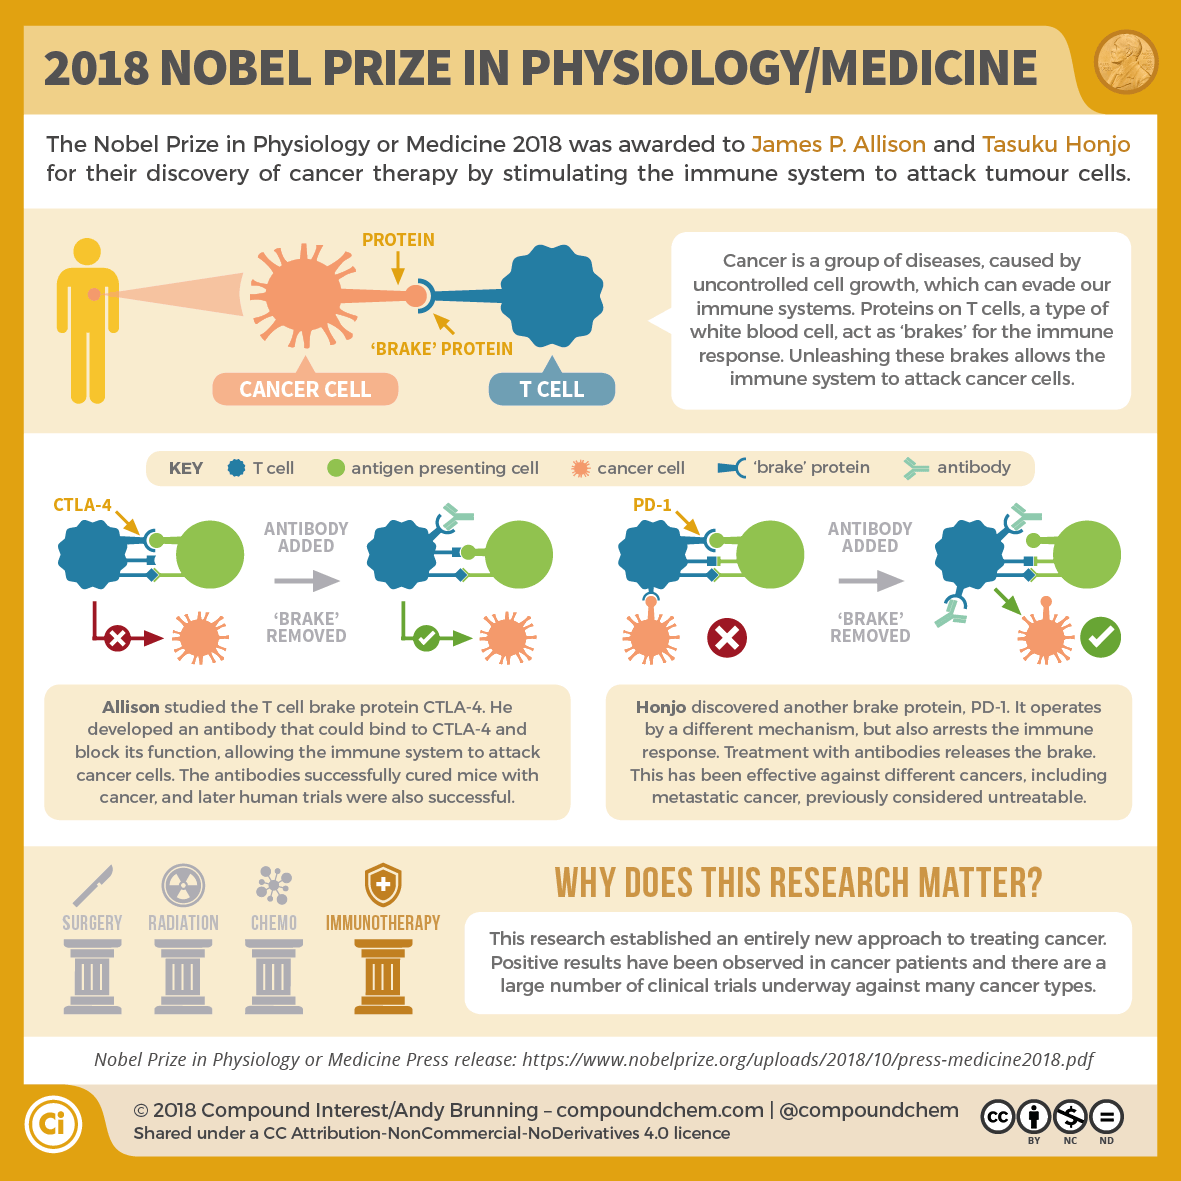 2018 NOBEL PRIZE IN PHYSIOLOGY/MEDICINE
The Nobel Prize in Physiology or Medicine 2018 was awarded to James P. Allison and Tasuku Honjo
for their discovery of cancer therapy by stimulating the immune system to attack tumour cells.
PROTEIN
‘BRAKE’ PROTEIN
CANCER CELL
T CELL
Cancer is a group of diseases, caused by
uncontrolled cell growth, which can evade our
immune systems. Proteins on T cells, a type of
white blood cell, act as ‘brakes’ for the immune
response. Unleashing these brakes allows the
immune system to attack cancer cells.
KEY T cell antigen presenting cell cancer cell ‘brake’ protein antibody
CTLA-4
ANTIBODY
ADDED
‘BRAKE’
REMOVED
PD-1
ANTIBODY
ADDED
‘BRAKE’
REMOVED
Allison studied the T cell brake protein CTLA-4. He
developed an antibody that could bind to CTLA-4 and
block its function, allowing the immune system to attack
cancer cells. The antibodies successfully cured mice with
cancer, and later human trials were also successful.
Honjo discovered another brake protein, PD-1. It operates
by a different mechanism, but also arrests the immune
response. Treatment with antibodies releases the brake.
This has been effective against different cancers, including
metastatic cancer, previously considered untreatable.
SURGERY RADIATION CHEMO IMMUNOTHERAPY
WHY DOES THIS RESEARCH MATTER?
This research established an entirely new approach to treating cancer.
Positive results have been observed in cancer patients and there are a
large number of clinical trials underway against many cancer types.
Nobel Prize in Physiology or Medicine Press release: https://www.nobelprize.org/uploads/2018/10/press-medicine2018.pdf
Ci
© 2018 Compound Interest/Andy Brunning – compoundchem.com | @compoundchem
Shared under a CC Attribution-NonCommercial-NoDerivatives 4.0 licence
cc
BY NC ND